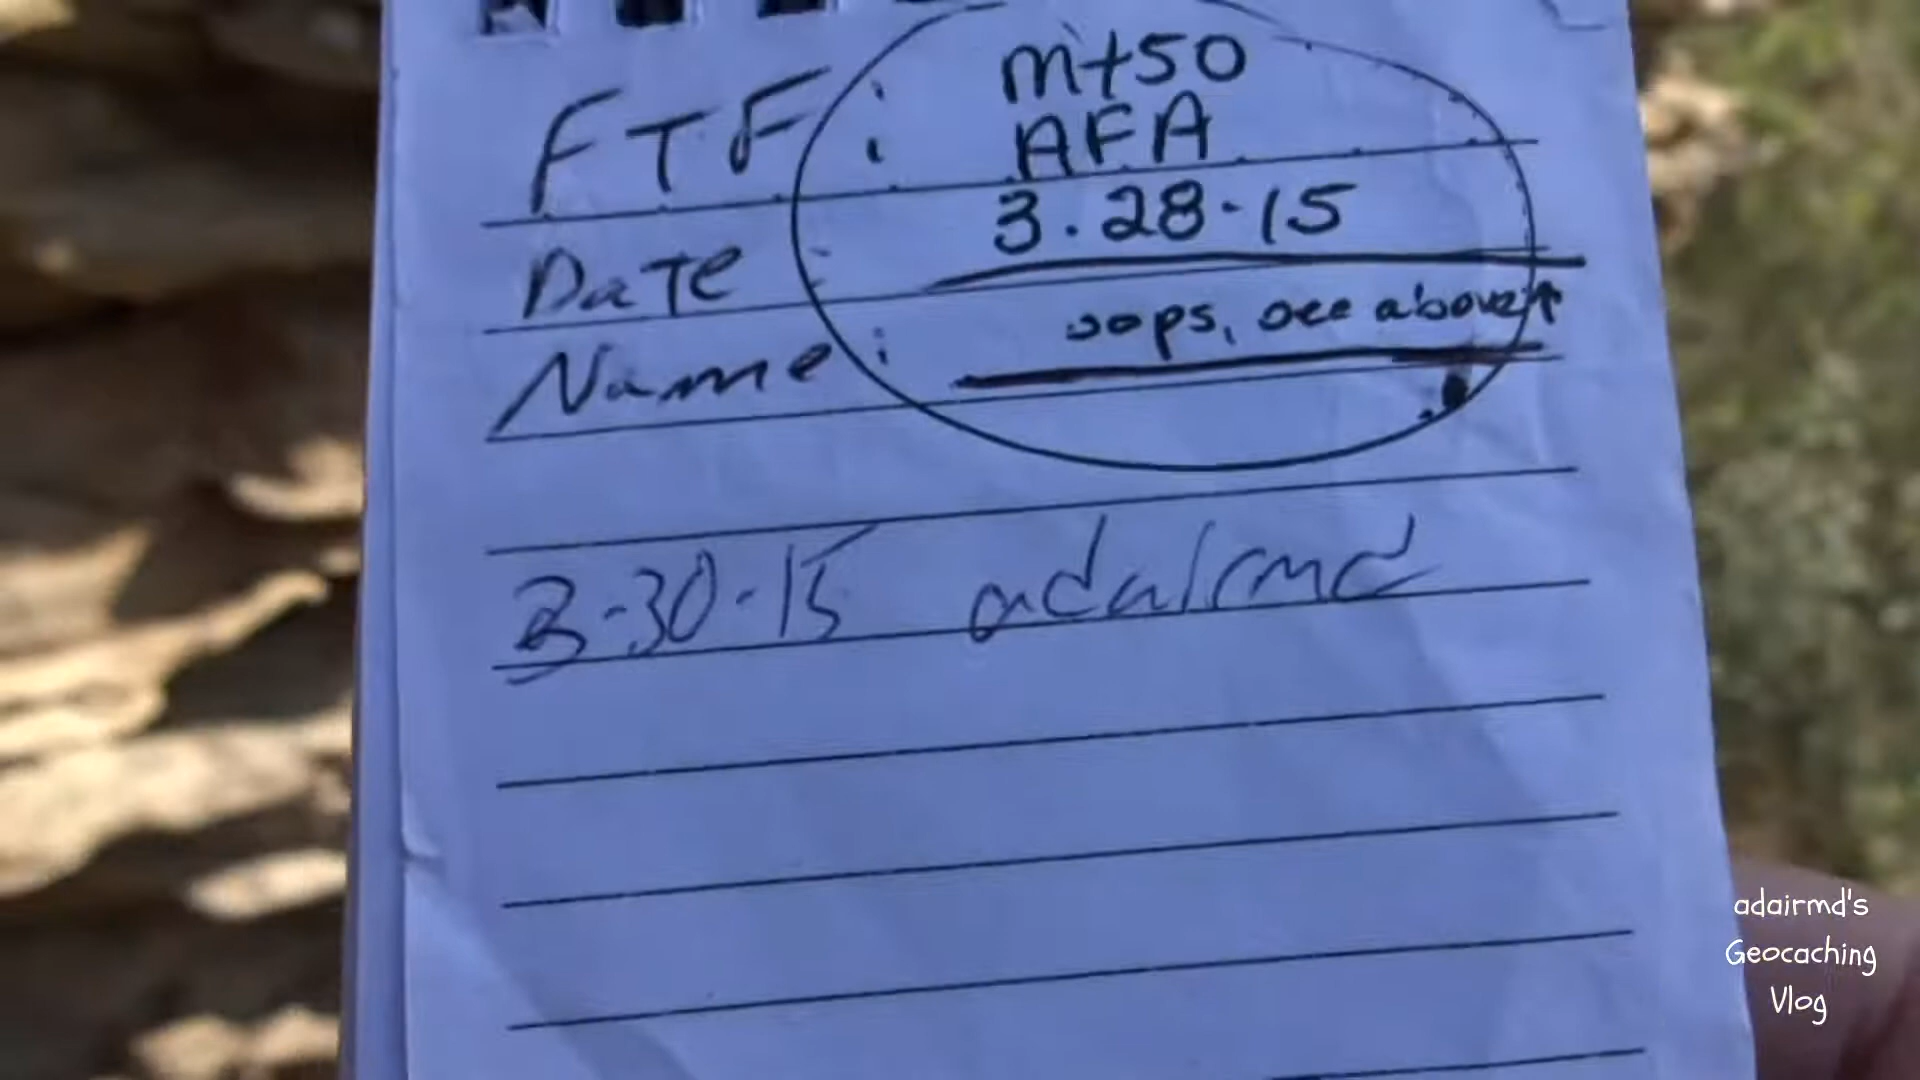 mt50
FTF: AFA
Date: 3.28.15
Name: oops, see above↑
3-30-15 adairmd
adairmd's
Geocaching
Vlog